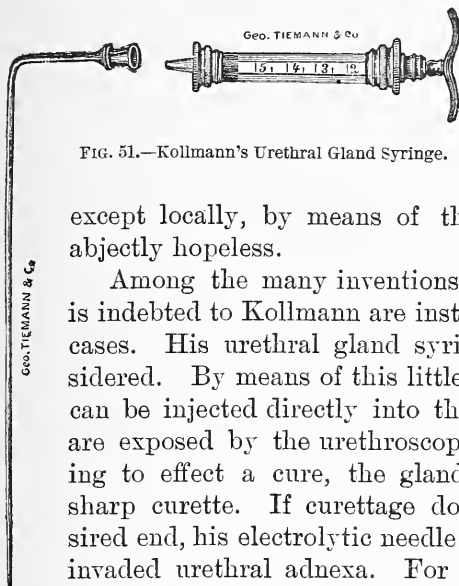 Geo. TIEMANN & Co
15, 14, 13, 12
FIG. 51.—Kollmann's Urethral Gland Syringe.
Geo. TIEMANN & Co
except locally, by means of th
abjectly hopeless.
Among the many inventions
is indebted to Kollmann are inst
cases. His urethral gland syri
sidered. By means of this little
can be injected directly into th
are exposed by the urethroscop
ing to effect a cure, the gland
sharp curette. If curettage do
sired end, his electrolytic needle
invaded urethral adnexa. For